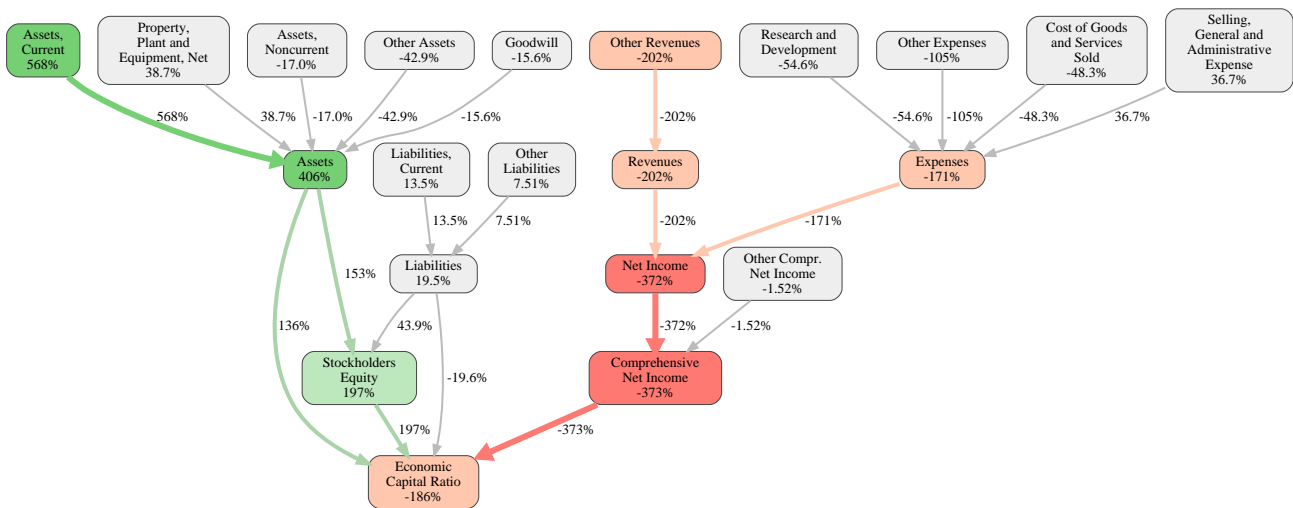 Assets,
Current
568%
Property,
Plant and
Equipment, Net
38.7%
Assets,
Noncurrent
-17.0%
Other Assets
-42.9%
Goodwill
-15.6%
Other Revenues
-202%
Research and
Development
-54.6%
Other Expenses
-105%
Cost of Goods
and Services
Sold
-48.3%
Selling,
General and
Administrative
Expense
36.7%
568%
38.7%
-17.0%
-42.9%
-15.6%
-202%
-54.6%
-105%
-48.3%
36.7%
Assets
406%
Liabilities,
Current
13.5%
Other
Liabilities
7.51%
Revenues
-202%
Expenses
-171%
13.5%
7.51%
-202%
-171%
153%
Liabilities
19.5%
Net Income
-372%
Other Compr.
Net Income
-1.52%
136%
43.9%
-372%
-1.52%
Stockholders
Equity
197%
-19.6%
Comprehensive
Net Income
-373%
197%
-373%
Economic
Capital Ratio
-186%